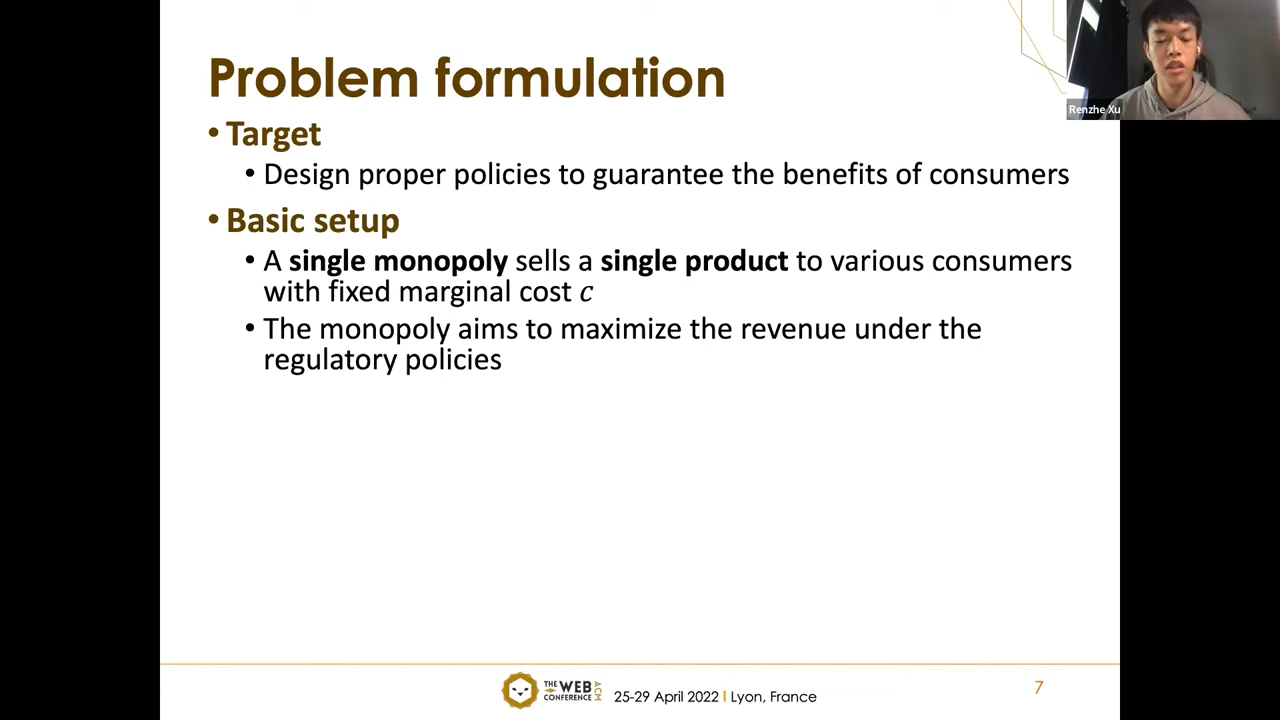 Problem formulation
• Target
• Design proper policies to guarantee the benefits of consumers
• Basic setup
• A single monopoly sells a single product to various consumers
with fixed marginal cost c
• The monopoly aims to maximize the revenue under the
regulatory policies
Renzhe Xu
THE WEB CONFERENCE ACM
25-29 April 2022 | Lyon, France
7